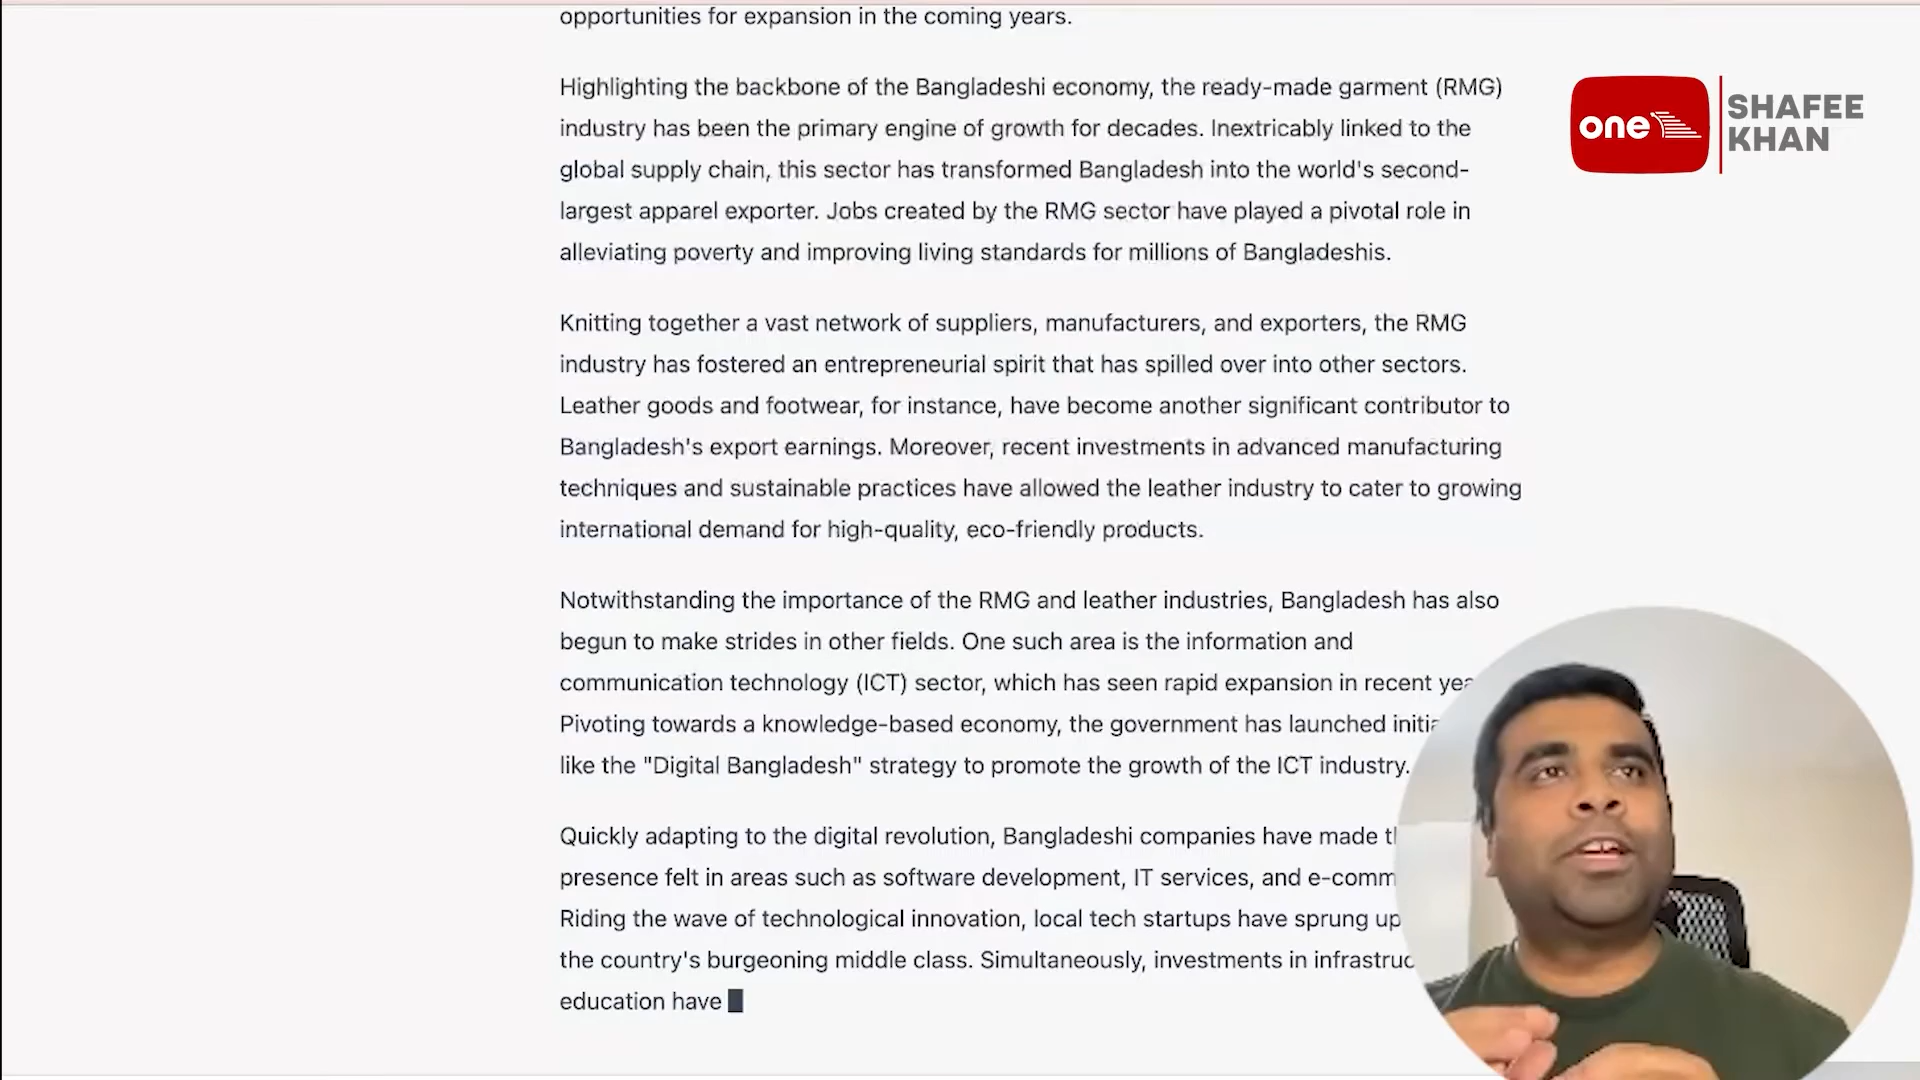 opportunities for expansion in the coming years.
Highlighting the backbone of the Bangladeshi economy, the ready-made garment (RMG)
industry has been the primary engine of growth for decades. Inextricably linked to the
global supply chain, this sector has transformed Bangladesh into the world's second-
largest apparel exporter. Jobs created by the RMG sector have played a pivotal role in
alleviating poverty and improving living standards for millions of Bangladeshis.
Knitting together a vast network of suppliers, manufacturers, and exporters, the RMG
industry has fostered an entrepreneurial spirit that has spilled over into other sectors.
Leather goods and footwear, for instance, have become another significant contributor to
Bangladesh's export earnings. Moreover, recent investments in advanced manufacturing
techniques and sustainable practices have allowed the leather industry to cater to growing
international demand for high-quality, eco-friendly products.
Notwithstanding the importance of the RMG and leather industries, Bangladesh has also
begun to make strides in other fields. One such area is the information and
communication technology (ICT) sector, which has seen rapid expansion in recent
Pivoting towards a knowledge-based economy, the government has launched
like the "Digital Bangladesh" strategy to promote the growth of the ICT industry.
Quickly adapting to the digital revolution, Bangladeshi companies have made
presence felt in areas such as software development, IT services, and
Riding the wave of technological innovation, local tech startups have sprung up
the country's burgeoning middle class. Simultaneously, investments in
education have
one
SHAFEE
KHAN